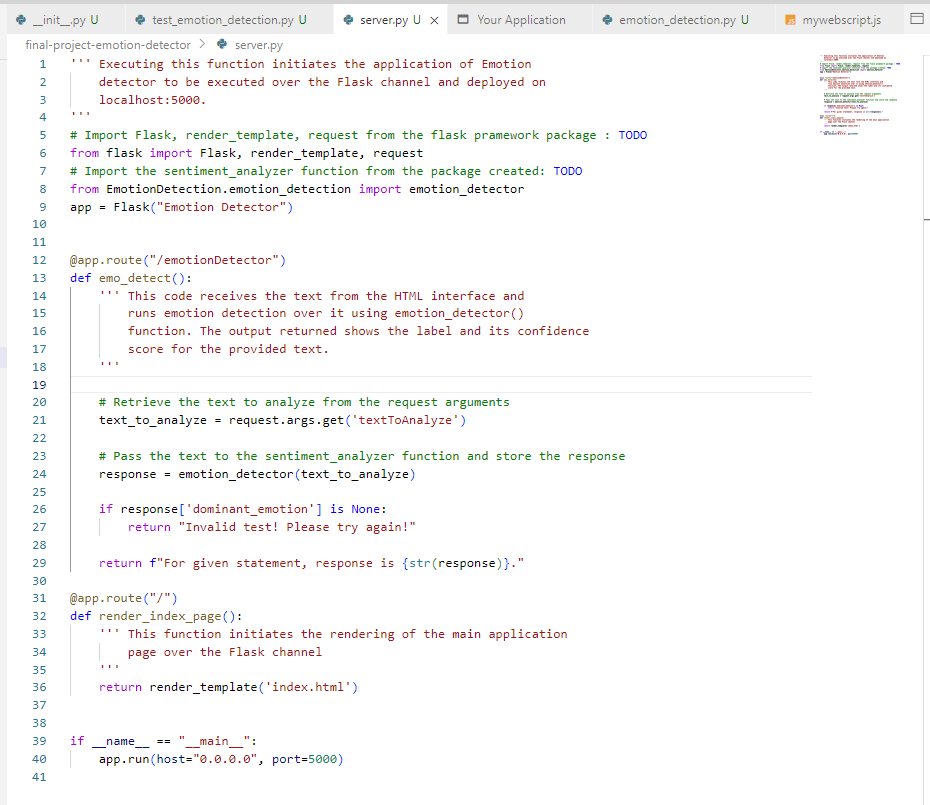 __init__.py U test_emotion_detection.py U server.py U × Your Application emotion_detection.py U JS mywebscript.js
final-project-emotion-detector > server.py
1 ''' Executing this function initiates the application of Emotion
2     detector to be executed over the Flask channel and deployed on
3     localhost:5000.
4 '''
5 # Import Flask, render_template, request from the flask pramework package : TODO
6 from flask import Flask, render_template, request
7 # Import the sentiment_analyzer function from the package created: TODO
8 from EmotionDetection.emotion_detection import emotion_detector
9 app = Flask("Emotion Detector")
10
11
12 @app.route("/emotionDetector")
13 def emo_detect():
14     ''' This code receives the text from the HTML interface and
15         runs emotion detection over it using emotion_detector()
16         function. The output returned shows the label and its confidence
17         score for the provided text.
18     '''
19
20     # Retrieve the text to analyze from the request arguments
21     text_to_analyze = request.args.get('textToAnalyze')
22
23     # Pass the text to the sentiment_analyzer function and store the response
24     response = emotion_detector(text_to_analyze)
25
26     if response['dominant_emotion'] is None:
27         return "Invalid test! Please try again!"
28
29     return f"For given statement, response is {str(response)}."
30
31 @app.route("/")
32 def render_index_page():
33     ''' This function initiates the rendering of the main application
34         page over the Flask channel
35     '''
36     return render_template('index.html')
37
38
39 if __name__ == "__main__":
40     app.run(host="0.0.0.0", port=5000)
41